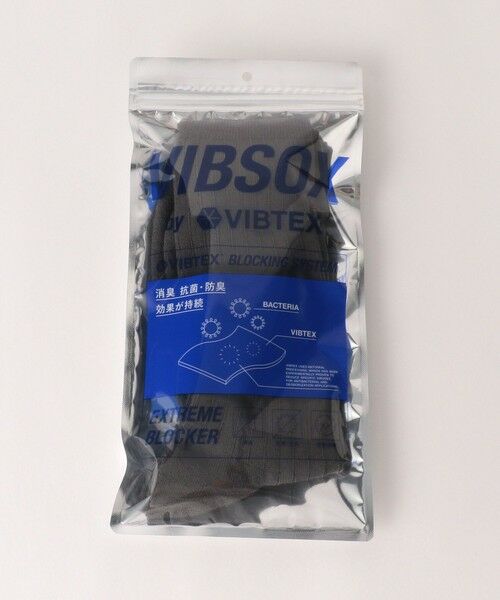 VIBSOX
by VIBTEX
VIBTEX BLOCKING SYSTEM
消臭 抗菌・防臭
効果が持続
BACTERIA
VIBTEX
EXTREME
BLOCKER